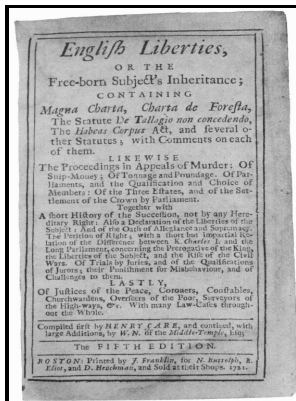 English Liberties,
OR THE
Free-born Subject's Inheritance;
CONTAINING
Magna Charta, Charta de Foresta,
The Statute De Tallagio non concedendo,
The Habeas Corpus Act, and several o-
ther Statutes; with Comments on each
of them.
LIKEWISE
The Proceedings in Appeals of Murder: Of
Ship-Money; Of Tonnage and Poundage. Of Par-
liaments, and the Qualification and Choice of
Members: Of the Three Estates, and of the Set-
tlement of the Crown by Parliament.
Together with
A short History of the Succession, not by any Here-
ditary Right: Also a Declaration of the Liberties of the
Subject: And of the Oath of Allegiance and Supremacy.
The Petition of Right; with a short but impartial Re-
lation of the Difference between K. Charles I. and the
Long Parliament, concerning the Prerogative of the King,
the Liberties of the Subject, and the Rise of the Civil
Wars. Of Trials by Juries, and of the Qualifications
of Jurors; their Punishment for Misbehaviour, and of
Challenges to them.
LASTLY,
Of Justices of the Peace, Coroners, Constables,
Churchwardens, Overseers of the Poor, Surveyors of
the High-ways, &c. With many Law-Cases through-
out the Whole.
Compiled first by HENRY CARE, and continued, with
large Additions, by W. N. of the Middle-Temple, Esq;
The FIFTH EDITION.
BOSTON: Printed by J. Franklin, for N. Buttolph, B.
Eliot, and D. Henchman, and Sold at their Shops. 1721.